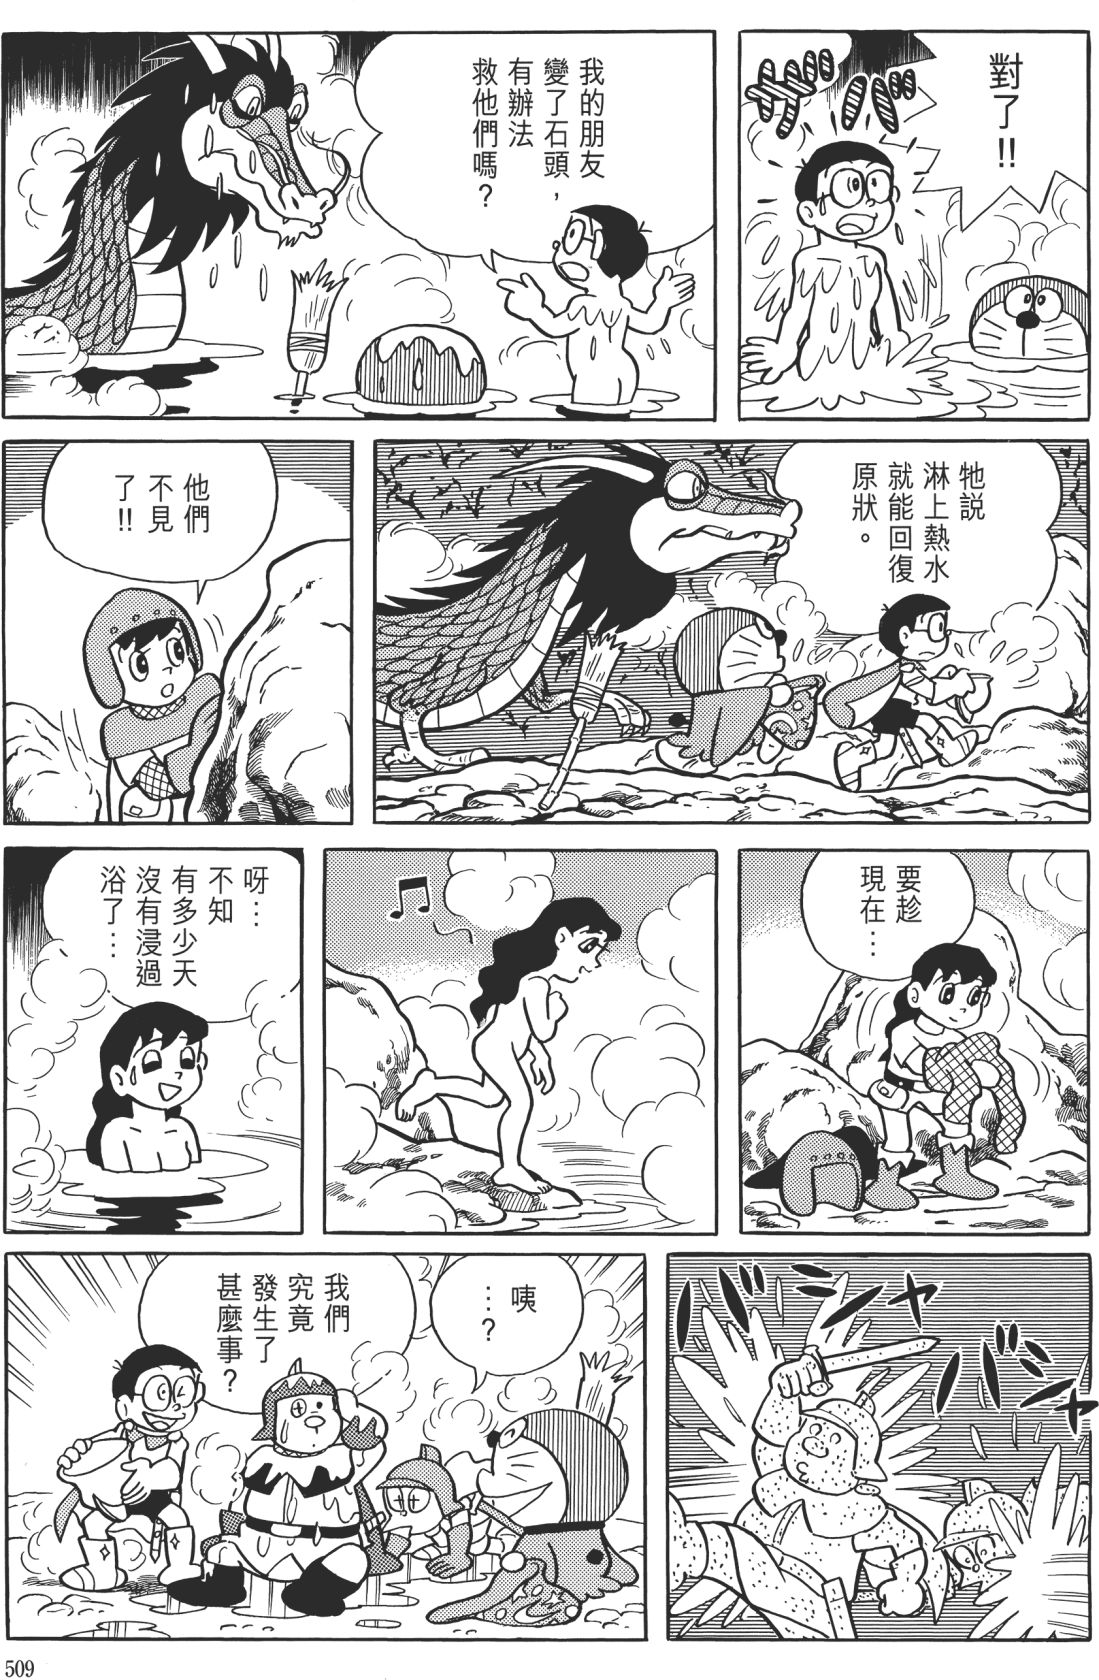 對了!!
ザバ
我的朋友
變了石頭，
有辦法
救他們嗎？
牠說
淋上熱水
就能回復
原狀。
他們
不見
了!!
要趁
現在…
呀…
不知
有多少天
沒有浸過
浴了…
バシャ
バシャ
咦
…？
我們
究竟
發生了
甚麼事？
509